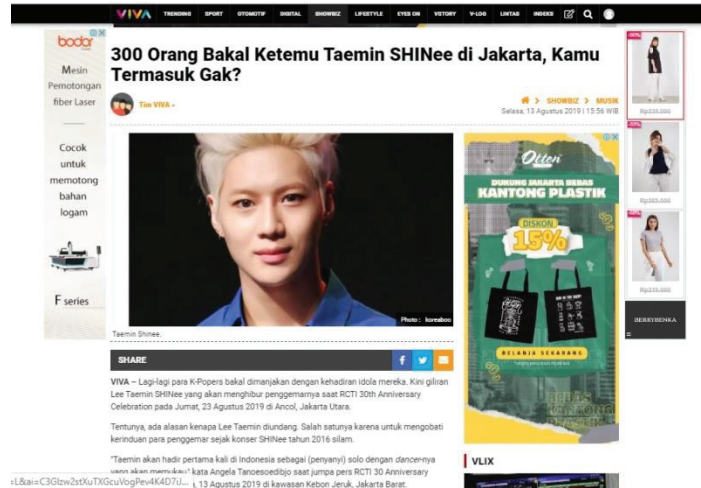 VIVA TRENDING SPORT OTOMOTIF DIGITAL SHOWBIZ LIFESTYLE EYES ON VSTORY V-LOG LINTAS INDEKS
bodor
Mesin
Pemotongan
fiber Laser
Cocok
untuk
memotong
bahan
logam
F series
300 Orang Bakal Ketemu Taemin SHINee di Jakarta, Kamu
Termasuk Gak?
Tim VIVA »
SHOWBIZ > MUSIK
Selasa, 13 Agustus 2019 | 15:56 WIB
Photo : koreaboo
Taemin Shinee.
SHARE
VIVA – Lagi-lagi para K-Popers bakal dimanjakan dengan kehadiran idola mereka. Kini giliran
Lee Taemin SHINee yang akan menghibur penggemarnya saat RCTI 30th Anniversary
Celebration pada Jumat, 23 Agustus 2019 di Ancol, Jakarta Utara.
Tentunya, ada alasan kenapa Lee Taemin diundang. Salah satunya karena untuk mengobati
kerinduan para penggemar sejak konser SHINee tahun 2016 silam.
"Taemin akan hadir pertama kali di Indonesia sebagai (penyanyi) solo dengan dancer-nya
yang akan memukau," kata Angela Tanoesoedibjo saat jumpa pers RCTI 30 Anniversary
, 13 Agustus 2019 di kawasan Kebon Jeruk, Jakarta Barat.
Otten
DUKUNG JAKARTA BEBAS
KANTONG PLASTIK
DISKON
15%
BELANJA SEKARANG
VLIX
BERRYBENKA